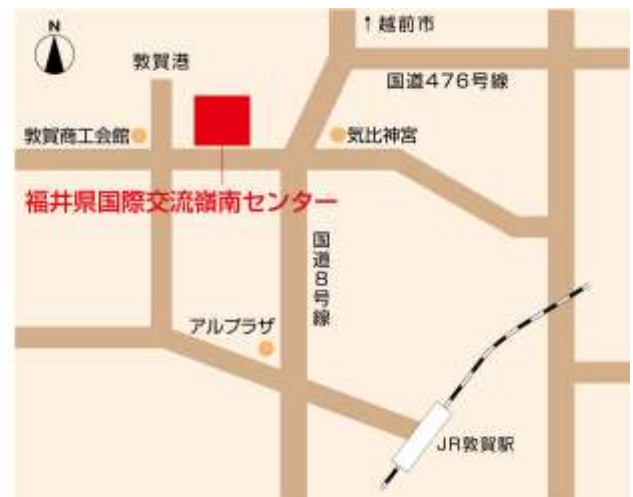 N
↑越前市
敦賀港
国道476号線
敦賀商工会館
気比神宮
福井県国際交流嶺南センター
国道8号線
アルプラザ
JR敦賀駅